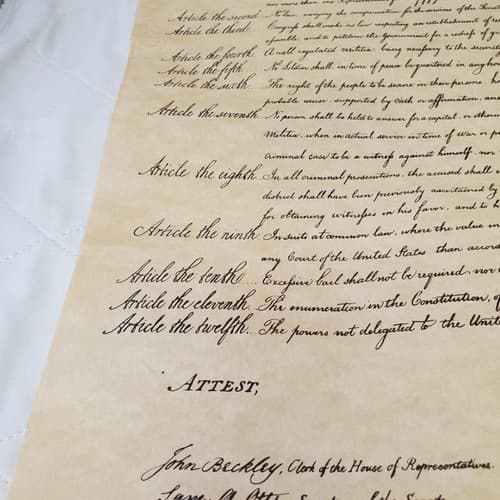 Article the second No law, varying the compensation for the services of the
Article the third Congress shall make no law respecting an establishment of
peaceable, and to petition the Government for a redress of
Article the fourth A well regulated militia, being necessary to the
Article the fifth No Soldier shall, in time of peace be quartered in any
Article the sixth The right of the people to be secure in their persons,
probable cause, supported by oath or affirmation, and
Article the seventh No person shall be held to answer for a capital, or
Militia, when in actual service in time of War or
criminal case to be a witness against himself, nor
Article the eighth In all criminal prosecutions, the accused shall
district shall have been previously ascertained by
for obtaining witnesses in his favor, and to
Article the ninth In suits at common law, where the value in
any Court of the United States than
Article the tenth... Excessive bail shall not be required, nor
Article the eleventh. The enumeration in the Constitution, of
Article the twelfth. The powers not delegated to the
ATTEST,
John Beckley, Clerk of the House of Representatives.